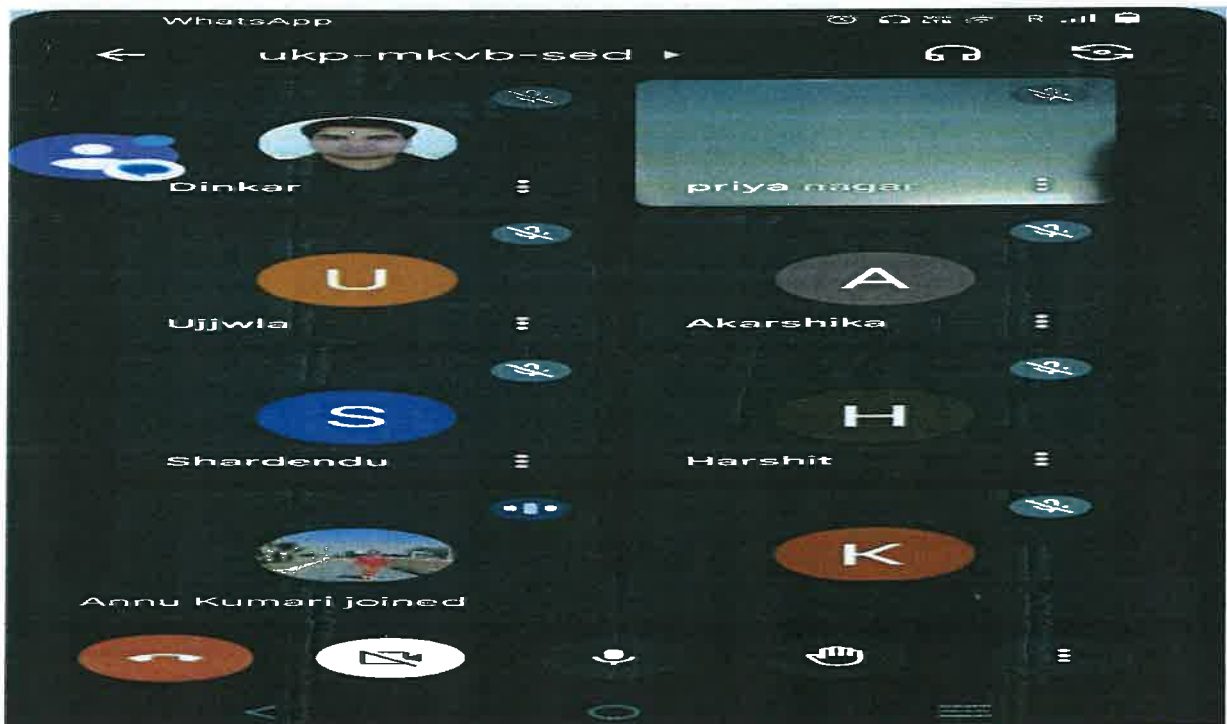 WhatsApp
R
ukp-mkvb-sed
Dinkar
priya nagar
U
A
Ujjwla
Akarshika
S
H
Shardendu
Harshit
K
Annu Kumari joined